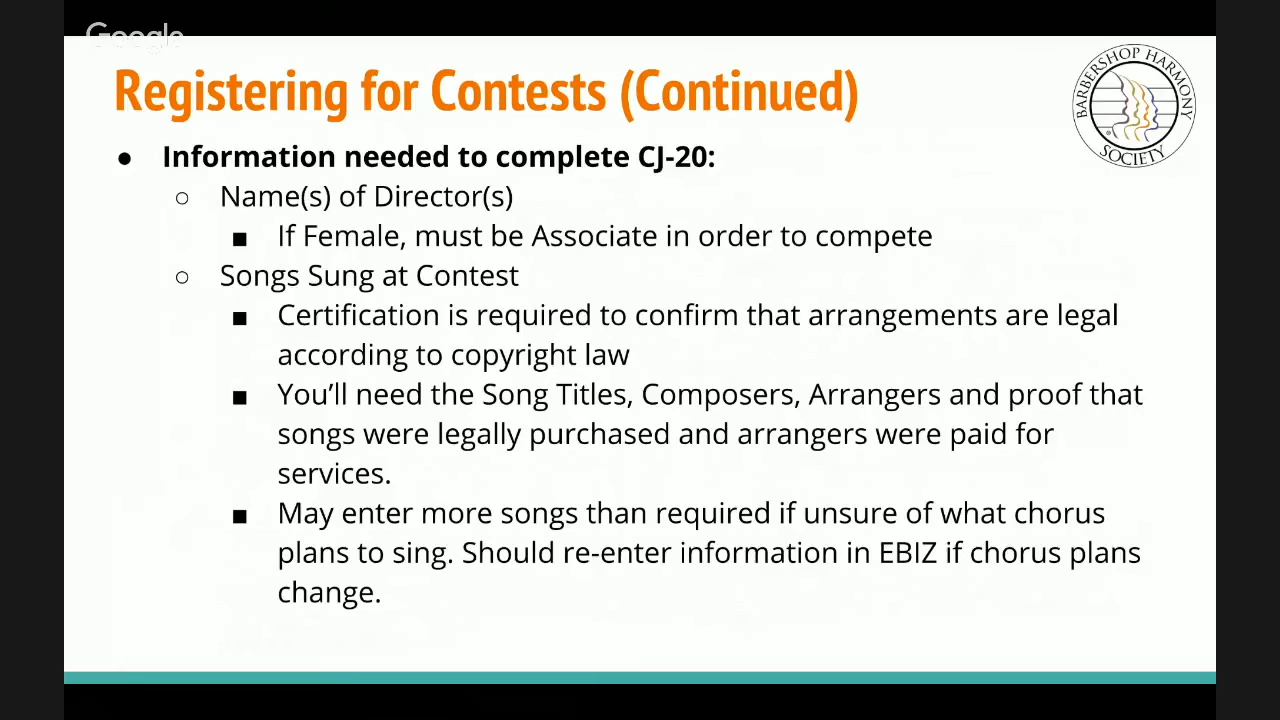 Google
Registering for Contests (Continued)
BARBERSHOP HARMONY
SOCIETY
● Information needed to complete CJ-20:
○ Name(s) of Director(s)
■ If Female, must be Associate in order to compete
○ Songs Sung at Contest
■ Certification is required to confirm that arrangements are legal
according to copyright law
■ You’ll need the Song Titles, Composers, Arrangers and proof that
songs were legally purchased and arrangers were paid for
services.
■ May enter more songs than required if unsure of what chorus
plans to sing. Should re-enter information in EBIZ if chorus plans
change.